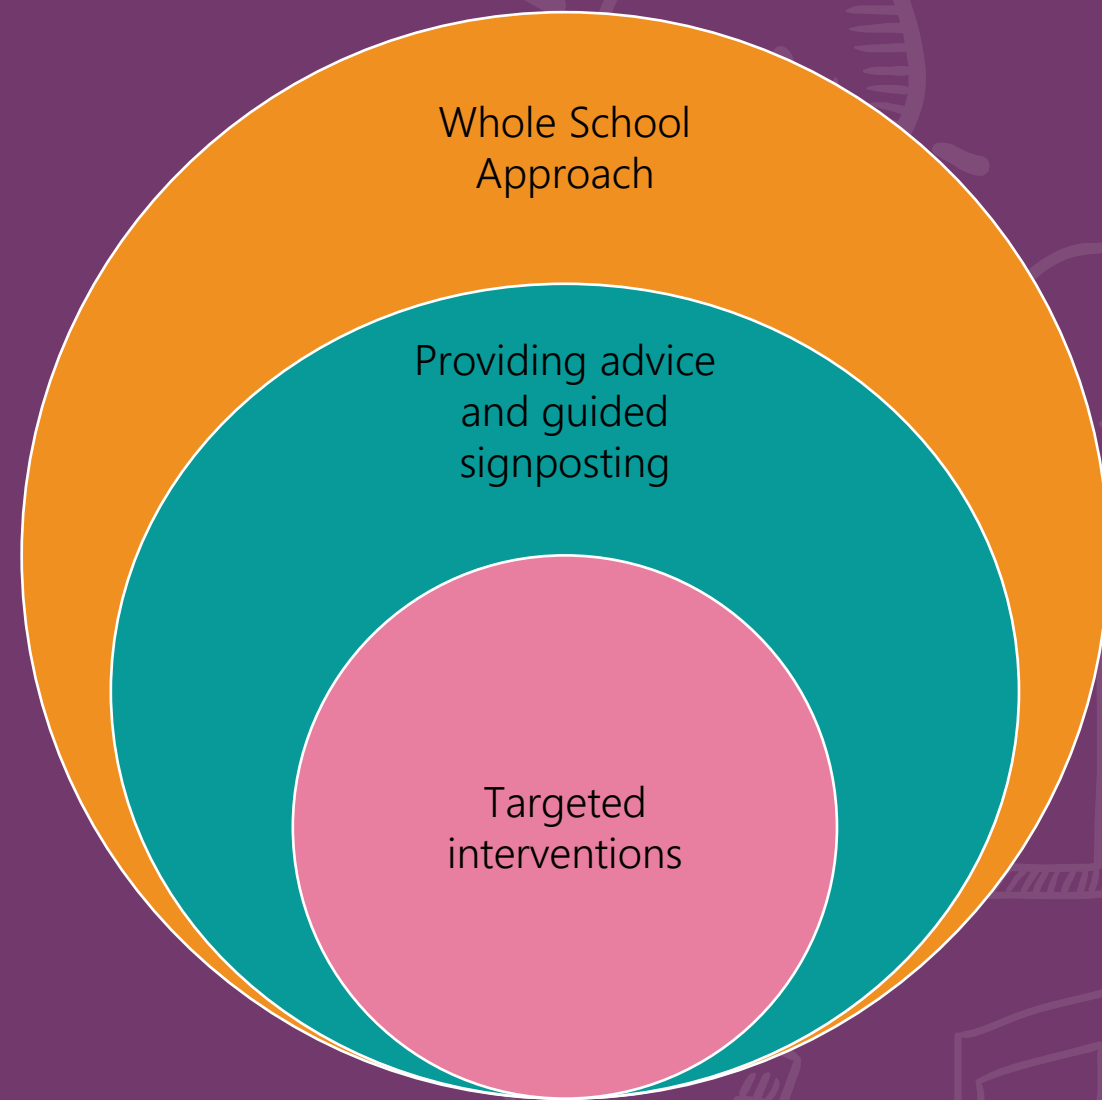 Whole School
Approach
Providing advice
and guided
signposting
Targeted
interventions